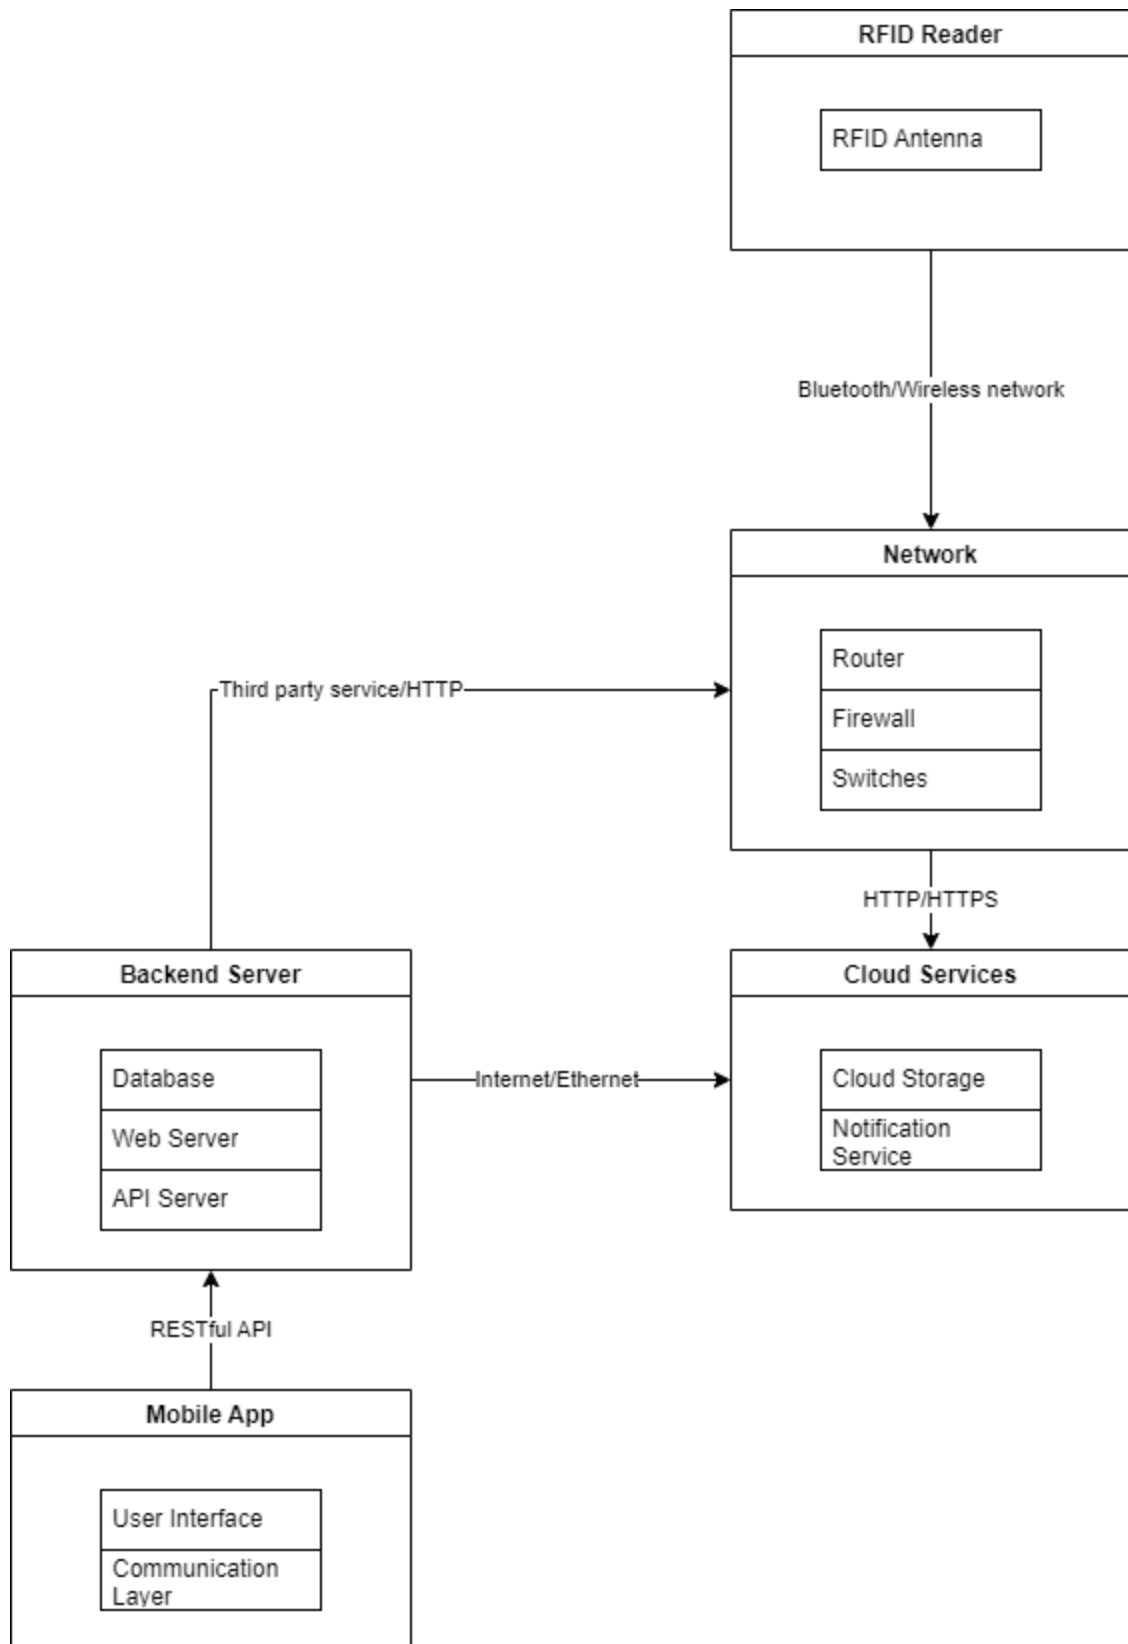 RFID Reader
RFID Antenna
Bluetooth/Wireless network
Network
Router
Third party service/HTTP
Firewall
Switches
HTTP/HTTPS
Backend Server
Cloud Services
Database
Internet/Ethernet
Cloud Storage
Web Server
Notification
Service
API Server
RESTful API
Mobile App
User Interface
Communication
Layer